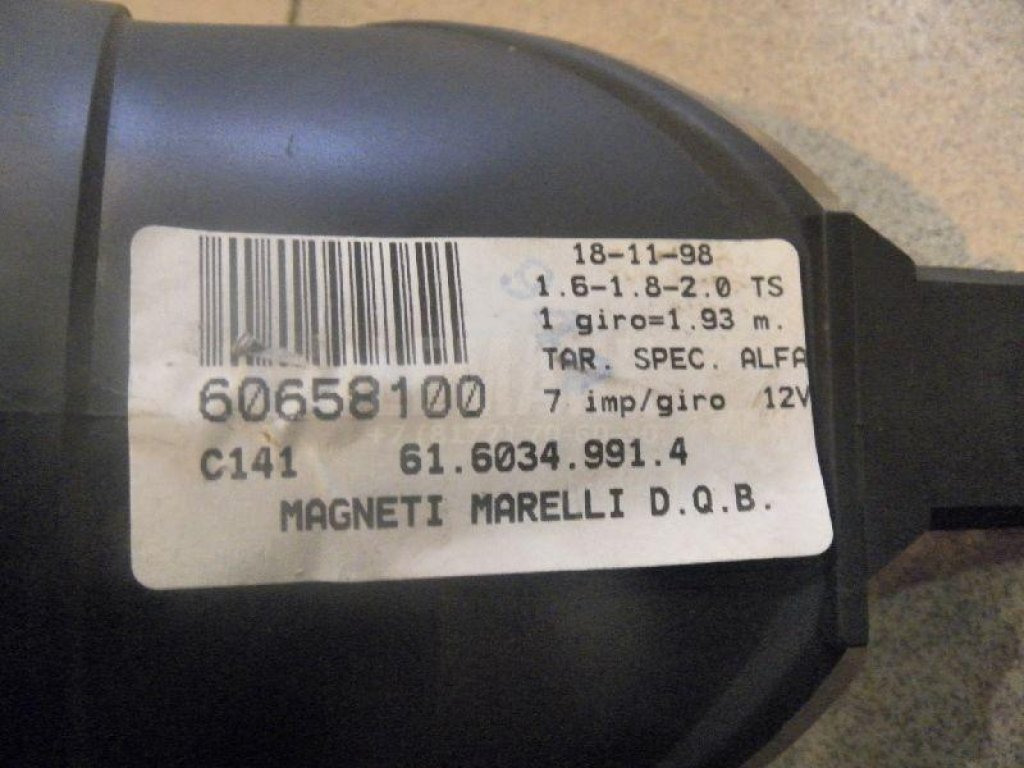 18-11-98
1.6-1.8-2.0 TS
1 giro=1.93 m.
TAR. SPEC. ALFA
7 imp/giro 12V
60658100
C141 61.6034.991.4
MAGNETI MARELLI D.Q.B.